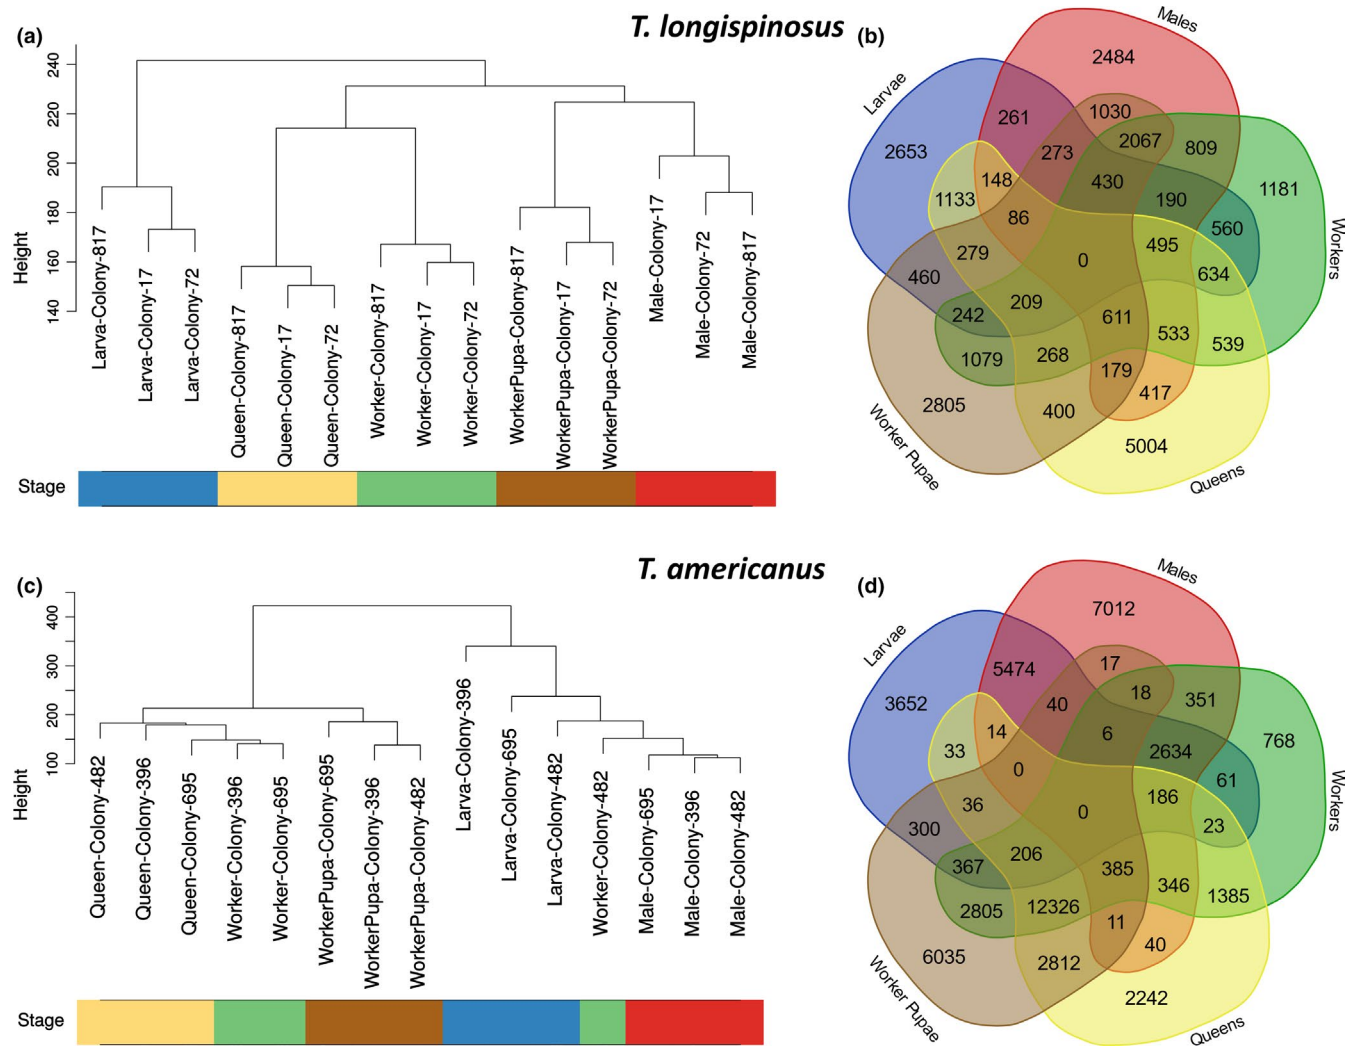 (a)
T. longispinosus
(b)
240
220
200
180
160
140
Height
Larva-Colony-817
Larva-Colony-17
Larva-Colony-72
Queen-Colony-817
Queen-Colony-17
Queen-Colony-72
Worker-Colony-817
Worker-Colony-17
Worker-Colony-72
WorkerPupa-Colony-817
WorkerPupa-Colony-17
WorkerPupa-Colony-72
Male-Colony-17
Male-Colony-72
Male-Colony-817
Stage
Males
Larvae
Workers
Worker Pupae
Queens
2484
261
1030
2067
809
2653
273
148
430
1181
1133
190
86
560
495
279
0
634
460
209
242
611
533
539
1079
268
179
417
2805
400
5004
(c)
T. americanus
(d)
400
300
200
100
Height
Queen-Colony-482
Queen-Colony-396
Queen-Colony-695
Worker-Colony-396
Worker-Colony-695
WorkerPupa-Colony-695
WorkerPupa-Colony-396
WorkerPupa-Colony-482
Larva-Colony-396
Larva-Colony-695
Larva-Colony-482
Worker-Colony-482
Male-Colony-695
Male-Colony-396
Male-Colony-482
Stage
Males
Larvae
Workers
Worker Pupae
Queens
7012
5474
17
18
351
3652
40
14
6
768
33
2634
0
61
186
36
0
23
300
206
367
385
346
1385
2805
12326
11
40
6035
2812
2242